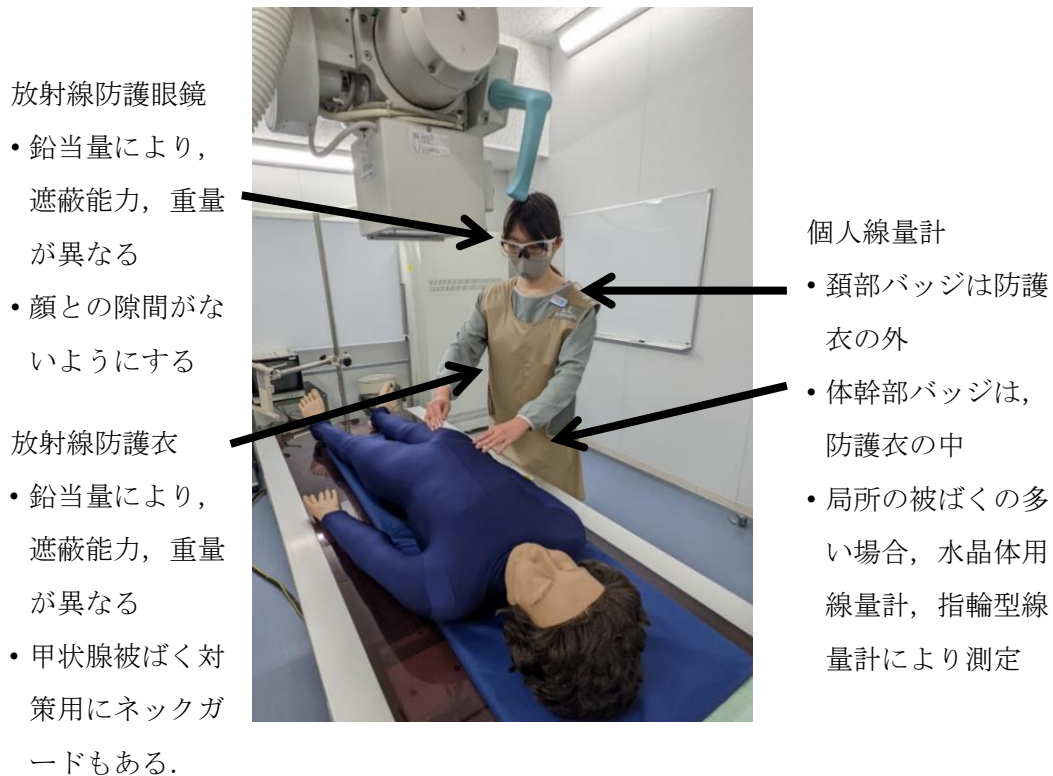 放射線防護眼鏡
• 鉛当量により，
遮蔽能力，重量
が異なる
• 顔との隙間がな
いようにする
放射線防護衣
• 鉛当量により，
遮蔽能力，重量
が異なる
• 甲状腺被ばく対
策用にネックガ
ードもある.
個人線量計
• 頚部バッジは防護
衣の外
• 体幹部バッジは，
防護衣の中
• 局所の被ばくの多
い場合，水晶体用
線量計，指輪型線
量計により測定